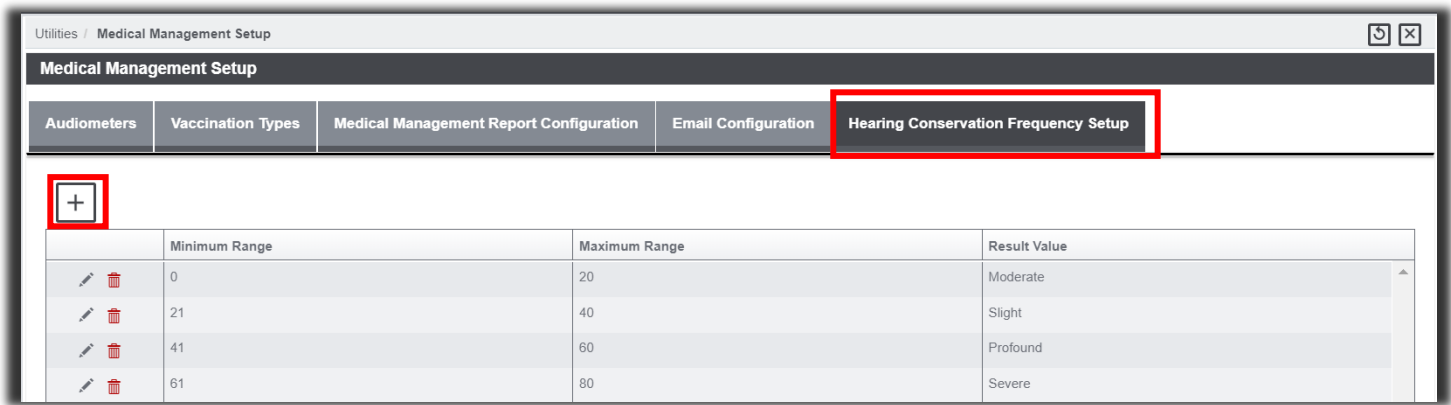 Utilities / Medical Management Setup
Medical Management Setup
Audiometers Vaccination Types Medical Management Report Configuration Email Configuration Hearing Conservation Frequency Setup
+
Minimum Range Maximum Range Result Value
0 20 Moderate
21 40 Slight
41 60 Profound
61 80 Severe